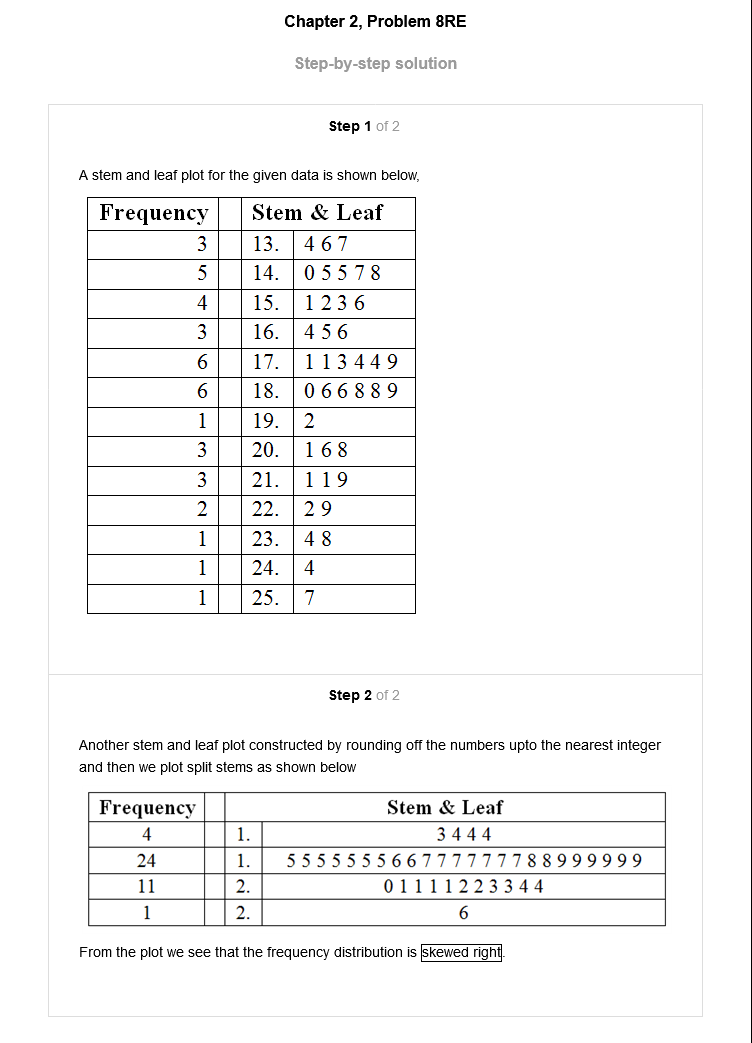 Chapter 2, Problem 8RE
Step-by-step solution
Step 1 of 2
A stem and leaf plot for the given data is shown below,
Frequency Stem & Leaf
3 13. 4 6 7
5 14. 0 5 5 7 8
4 15. 1 2 3 6
3 16. 4 5 6
6 17. 1 1 3 4 4 9
6 18. 0 6 6 8 8 9
1 19. 2
3 20. 1 6 8
3 21. 1 1 9
2 22. 2 9
1 23. 4 8
1 24. 4
1 25. 7
Step 2 of 2
Another stem and leaf plot constructed by rounding off the numbers upto the nearest integer
and then we plot split stems as shown below
Frequency Stem & Leaf
4 1. 3 4 4 4
24 1. 5 5 5 5 5 5 5 6 6 7 7 7 7 7 7 7 8 8 9 9 9 9 9 9
11 2. 0 1 1 1 1 2 2 3 3 4 4
1 2. 6
From the plot we see that the frequency distribution is skewed right.